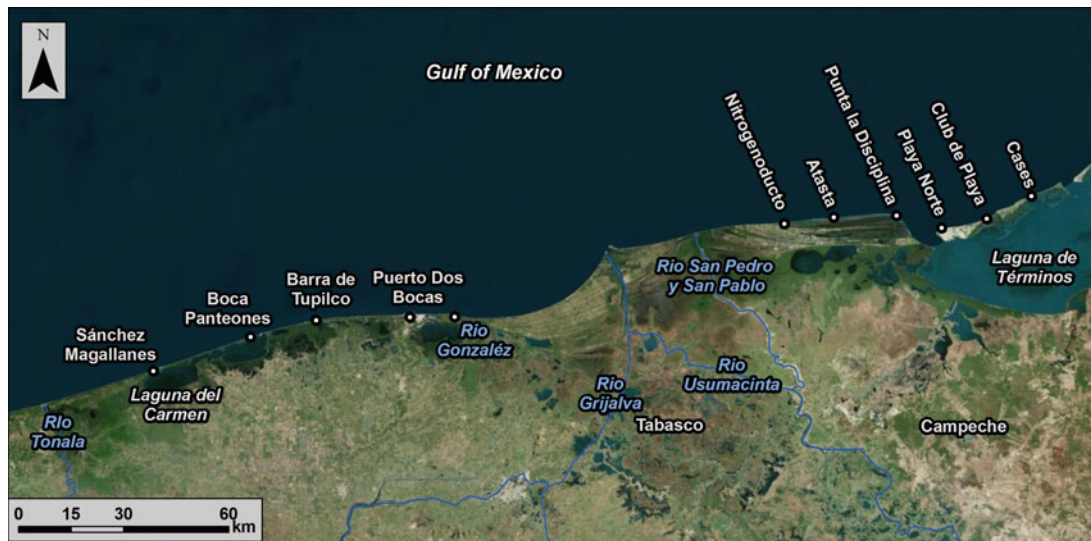 N
Gulf of Mexico
Nitrogenoducto
Atasta
Punta la Disciplina
Playa Norte
Club de Playa
Cases
Laguna de
Términos
Rio San Pedro
y San Pablo
Puerto Dos
Bocas
Barra de
Tupilco
Boca
Panteones
Sánchez
Magallanes
Rio
Gonzaléz
Laguna del
Carmen
RIo
Tonala
Rio
Grijalva
Rio
Usumacinta
Tabasco
Campeche
0 15 30 60
km